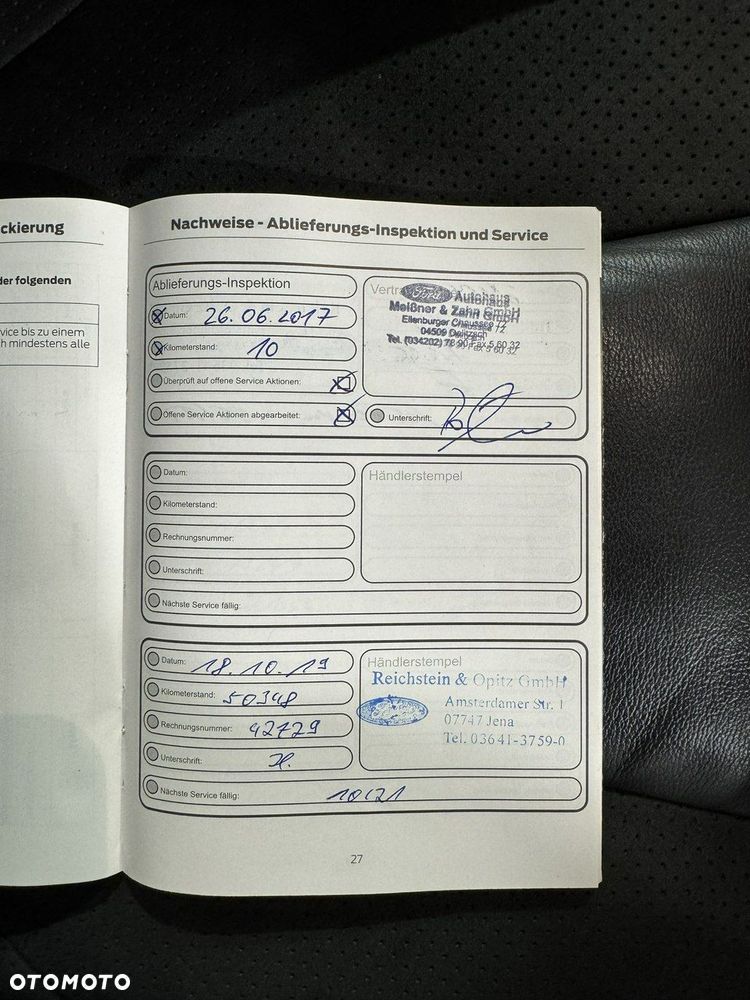 ckierung
der folgenden
vice bis zu einem
h mindestens alle
Nachweise - Ablieferungs-Inspektion und Service
Ablieferungs-Inspektion
Datum: 26.06.2017
Kilometerstand: 10
Überprüft auf offene Service Aktionen:
Offene Service Aktionen abgearbeitet:
Ford Autohaus
Meißner & Zahn GmbH
Eilenburger Chaussee 72
04509 Delitzsch
Unterschrift:
Datum:
Kilometerstand:
Rechnungsnummer:
Unterschrift:
Nächste Service fällig:
Händlerstempel
Datum: 18.10.19
Kilometerstand: 50348
Rechnungsnummer: 42729
Unterschrift:
Nächste Service fällig: 10/21
Händlerstempel
Reichstein & Opitz GmbH
Amsterdamer Str. 1
07747 Jena
Tel. 03641-3759-0
27
OTOMOTO